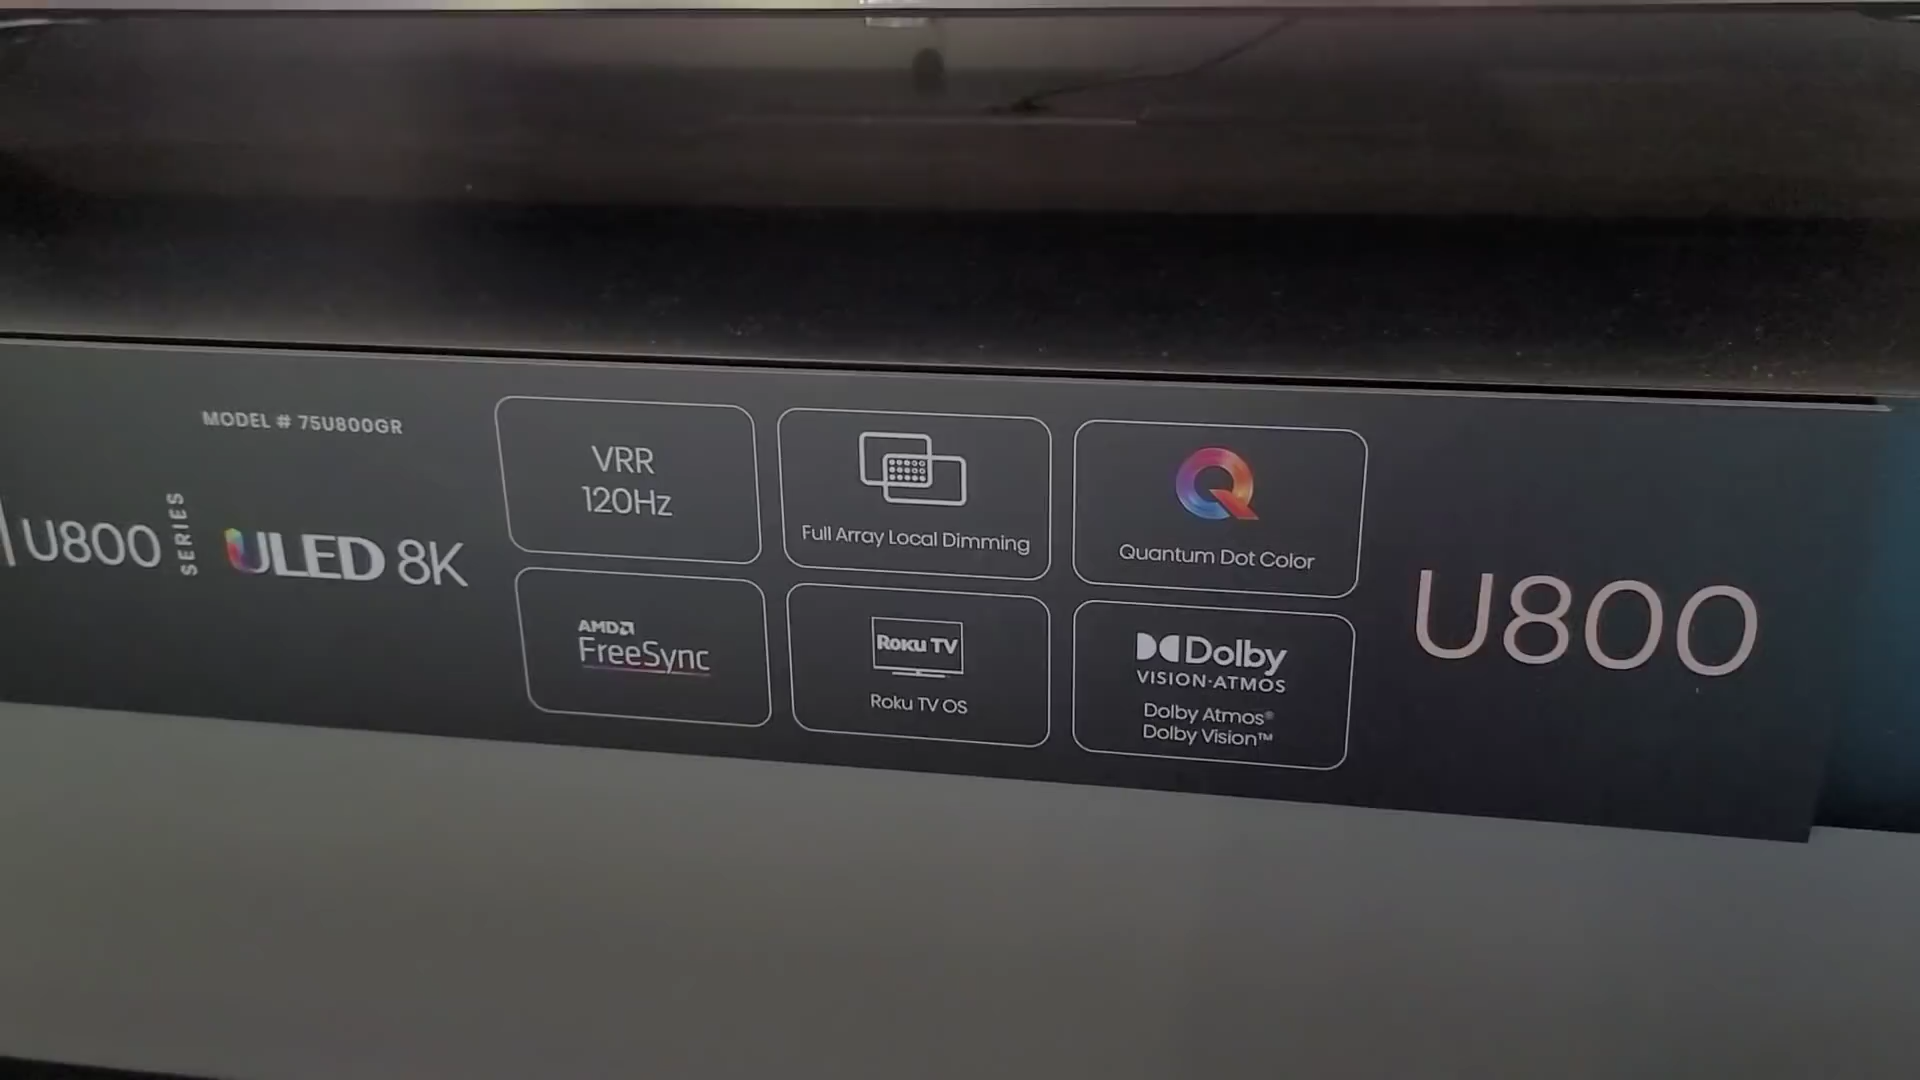 MODEL # 75U800GR
U800 SERIES
ULED 8K
VRR
120Hz
Full Array Local Dimming
Quantum Dot Color
AMD
FreeSync
Roku TV
Roku TV OS
Dolby
VISION·ATMOS
Dolby Atmos®
Dolby Vision™
U800